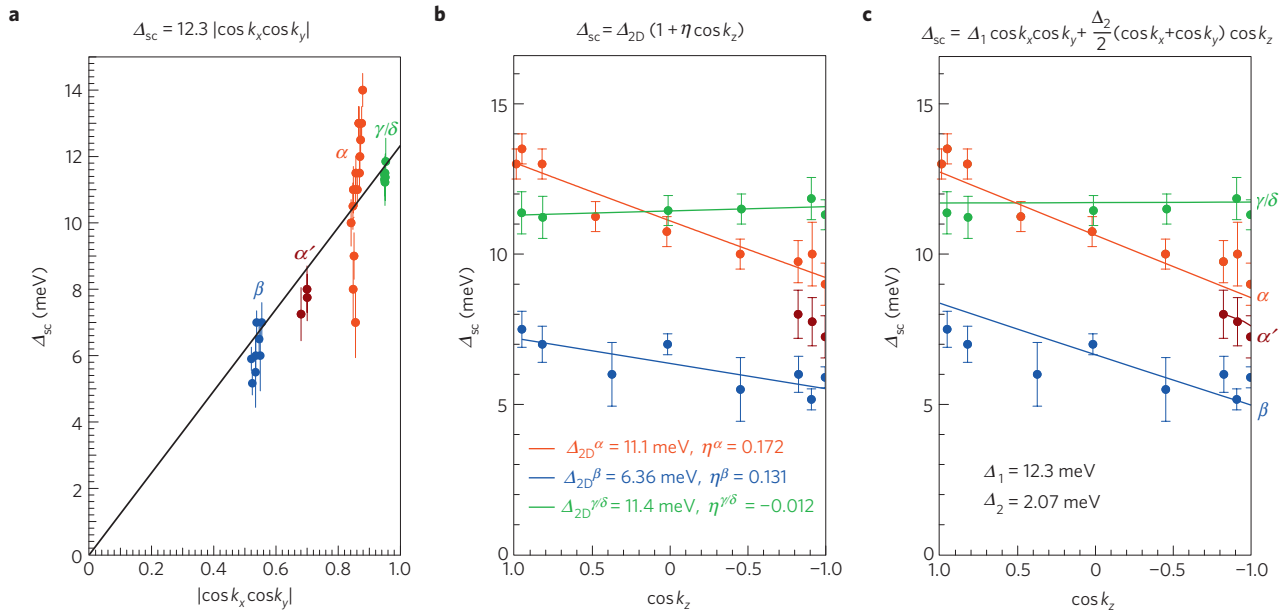 a
Δsc = 12.3 |cos kx cos ky|
14
12
10
8
6
4
2
0
0
0.2
0.4
0.6
0.8
1.0
Δsc (meV)
|cos kx cos ky|
β
α′
α
γ/δ
b
Δsc = Δ2D (1 + η cos kz)
15
10
5
0
1.0
0.5
0
−0.5
−1.0
Δsc (meV)
cos kz
Δ2Dα = 11.1 meV, ηα = 0.172
Δ2Dβ = 6.36 meV, ηβ = 0.131
Δ2Dγ/δ = 11.4 meV, ηγ/δ = −0.012
c
Δsc = Δ1 cos kx cos ky + Δ2/2 (cos kx + cos ky) cos kz
15
10
5
0
1.0
0.5
0
−0.5
−1.0
Δsc (meV)
cos kz
γ/δ
α
α′
β
Δ1 = 12.3 meV
Δ2 = 2.07 meV